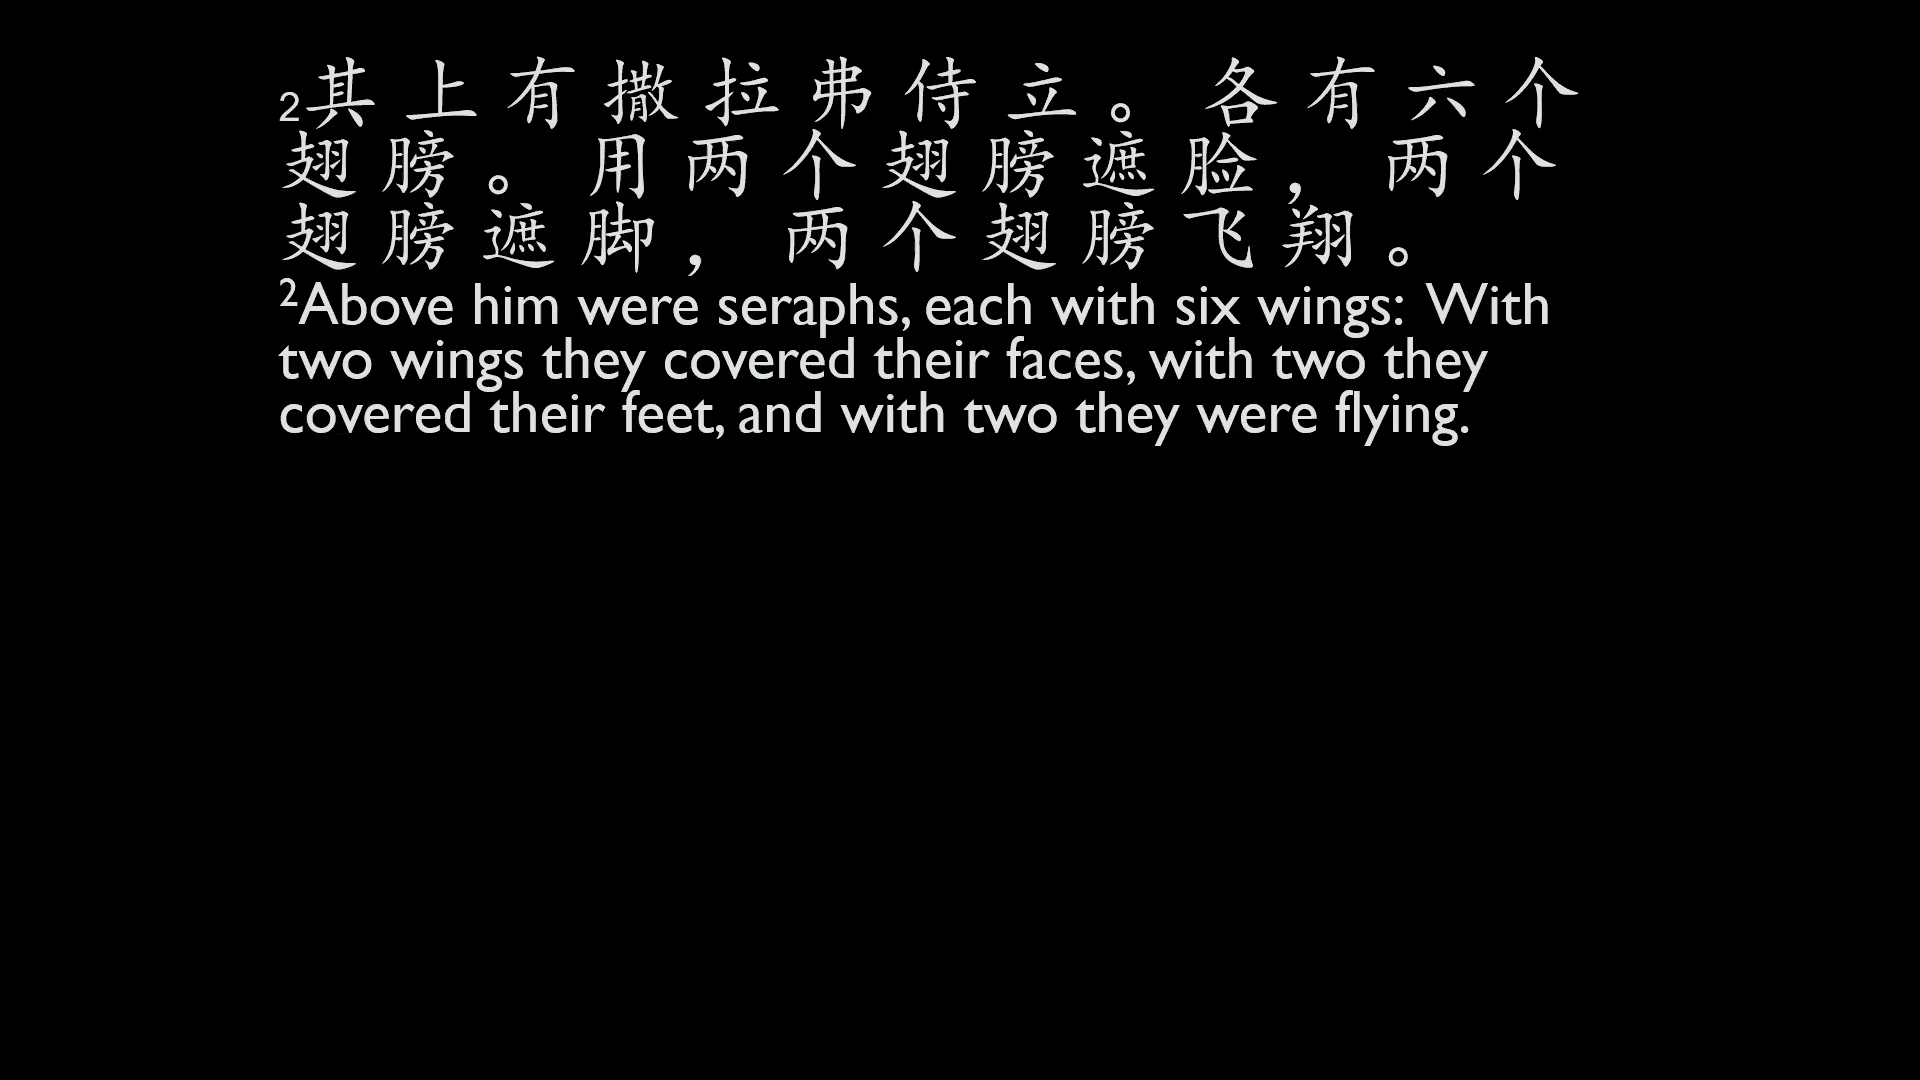 2其上有撒拉弗侍立。各有六个
翅膀。用两个翅膀遮脸，两个
翅膀遮脚，两个翅膀飞翔。
²Above him were seraphs, each with six wings: With
two wings they covered their faces, with two they
covered their feet, and with two they were flying.